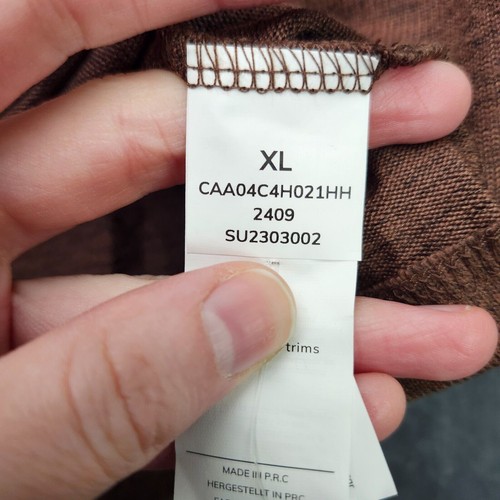 XL
CAA04C4H021HH
2409
SU2303002
trims
MADE IN P.R.C
HERGESTELLT IN PRC